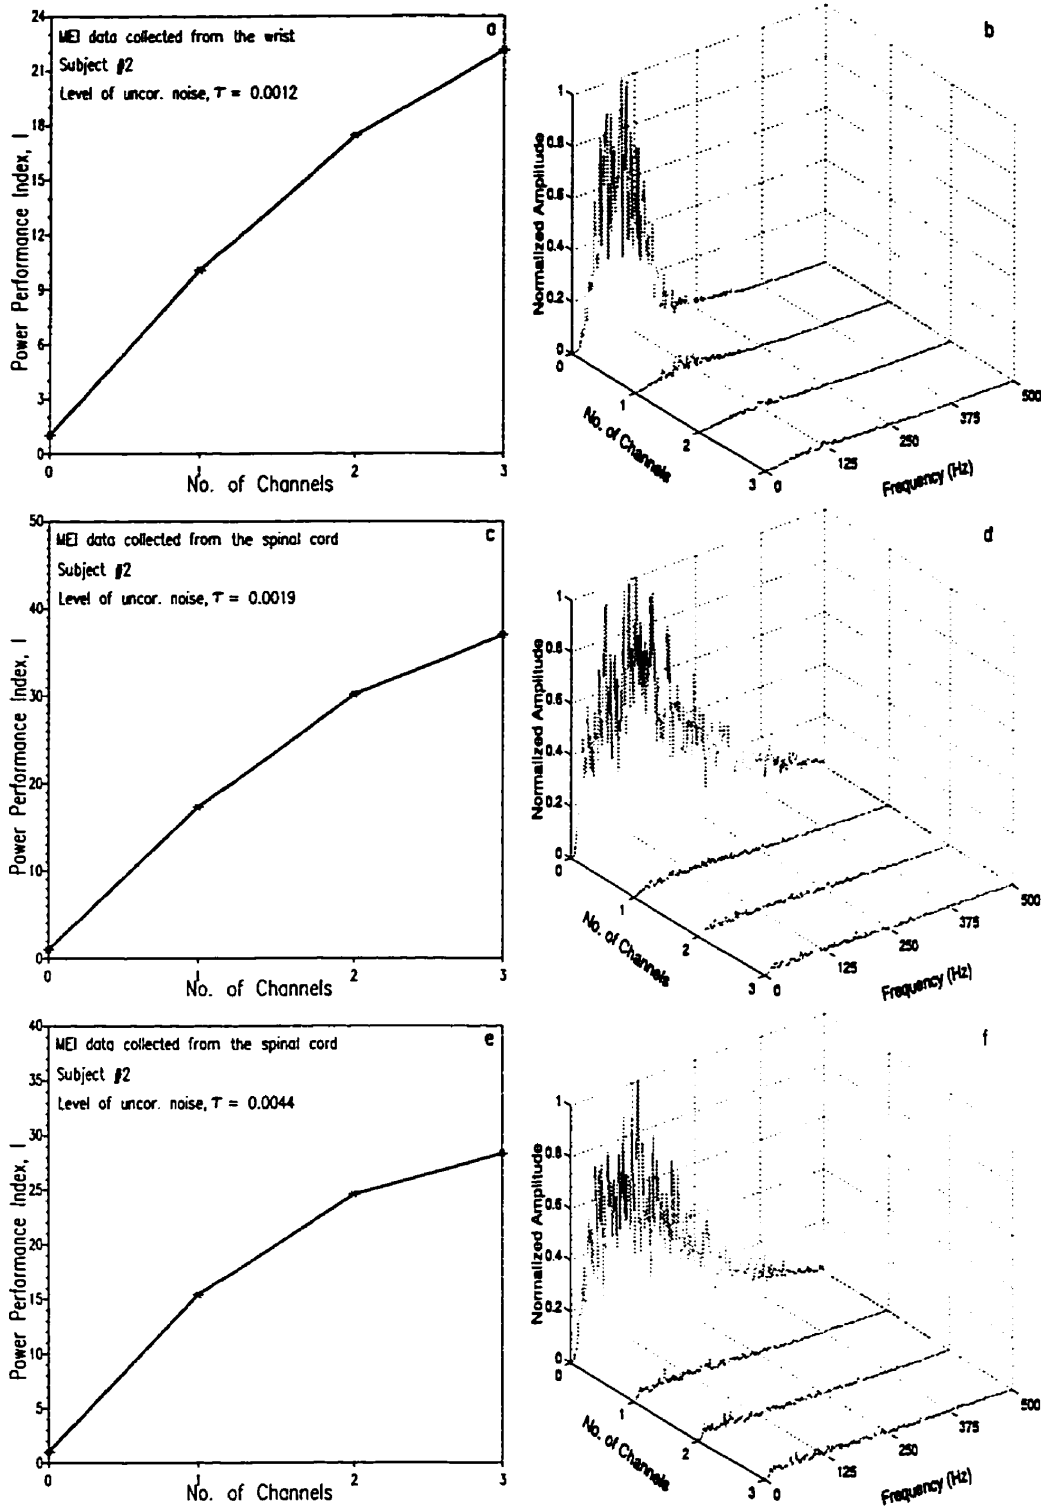 a
MEI data collected from the wrist
Subject #2
Level of uncor. noise, τ = 0.0012
Power Performance Index, I
24
21
18
15
12
9
6
3
0
0
1
2
3
No. of Channels
b
Normalized Amplitude
1
0.8
0.6
0.4
0.2
0
0
1
2
3
No. of Channels
0
125
250
375
500
Frequency (Hz)
c
MEI data collected from the spinal cord
Subject #2
Level of uncor. noise, τ = 0.0019
Power Performance Index, I
50
40
30
20
10
0
0
1
2
3
No. of Channels
d
Normalized Amplitude
1
0.8
0.6
0.4
0.2
0
0
1
2
3
No. of Channels
0
125
250
375
500
Frequency (Hz)
e
MEI data collected from the spinal cord
Subject #2
Level of uncor. noise, τ = 0.0044
Power Performance Index, I
40
35
30
25
20
15
10
5
0
0
1
2
3
No. of Channels
f
Normalized Amplitude
1
0.8
0.6
0.4
0.2
0
0
1
2
3
No. of Channels
0
125
250
375
500
Frequency (Hz)